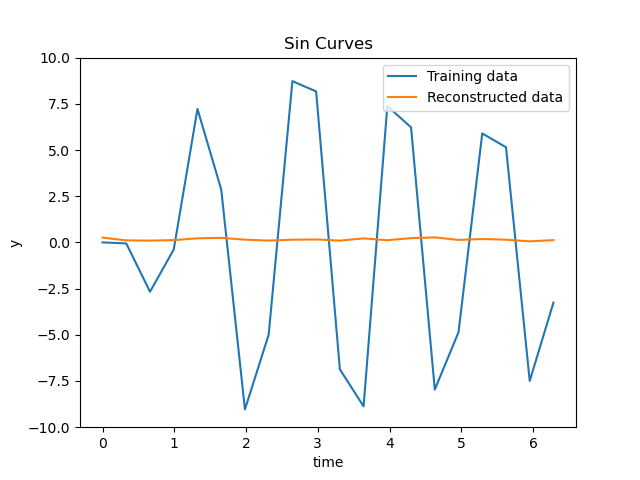 Sin Curves
Training data
Reconstructed data
10.0
7.5
5.0
2.5
0.0
−2.5
−5.0
−7.5
−10.0
y
0 1 2 3 4 5 6
time